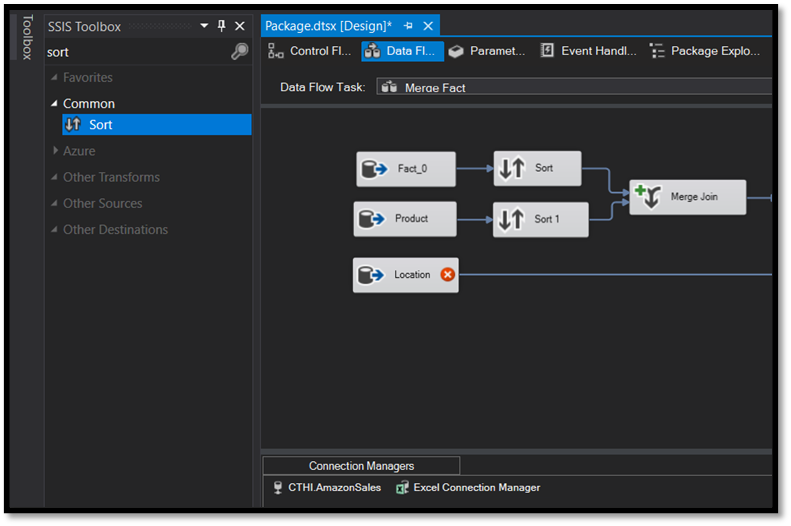 Toolbox
SSIS Toolbox
sort
Favorites
Common
Sort
Azure
Other Transforms
Other Sources
Other Destinations
Package.dtsx [Design]*
Control Fl...
Data Fl...
Paramet...
Event Handl...
Package Explo...
Data Flow Task: Merge Fact
Fact_0
Sort
Product
Sort 1
Merge Join
Location
Connection Managers
CTHI.AmazonSales
Excel Connection Manager